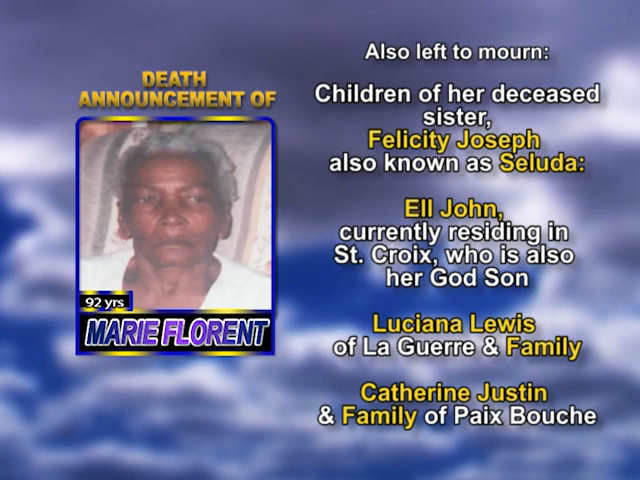 DEATH
ANNOUNCEMENT OF
92 yrs
MARIE FLORENT
Also left to mourn:
Children of her deceased
sister,
Felicity Joseph
also known as Seluda:
Ell John,
currently residing in
St. Croix, who is also
her God Son
Luciana Lewis
of La Guerre & Family
Catherine Justin
& Family of Paix Bouche